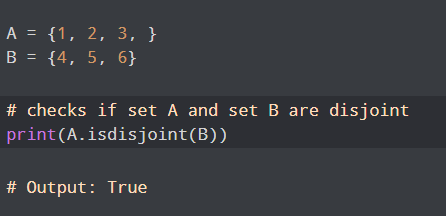 A = {1, 2, 3, }
B = {4, 5, 6}
# checks if set A and set B are disjoint
print(A.isdisjoint(B))
# Output: True